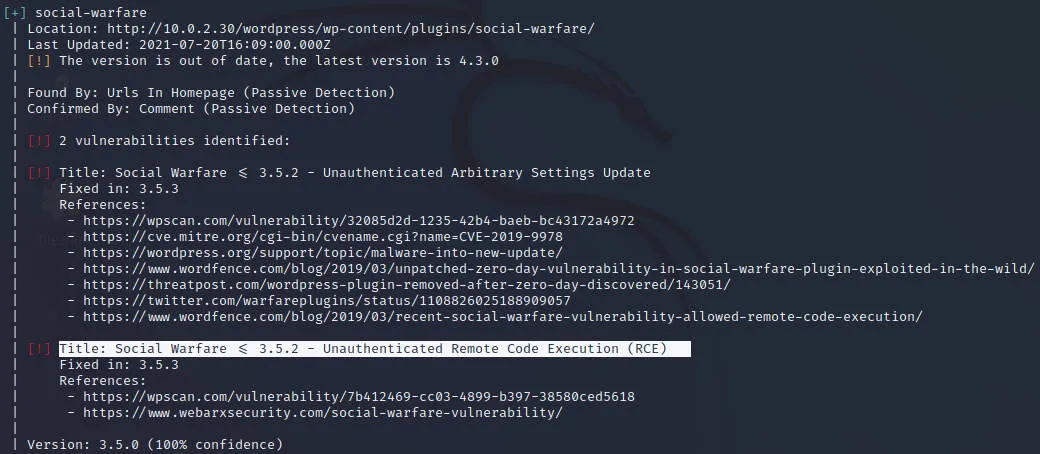 [+] social-warfare
| Location: http://10.0.2.30/wordpress/wp-content/plugins/social-warfare/
| Last Updated: 2021-07-20T16:09:00.000Z
| [!] The version is out of date, the latest version is 4.3.0
|
| Found By: Urls In Homepage (Passive Detection)
| Confirmed By: Comment (Passive Detection)
|
| [!] 2 vulnerabilities identified:
|
| [!] Title: Social Warfare ≤ 3.5.2 - Unauthenticated Arbitrary Settings Update
|     Fixed in: 3.5.3
|     References:
|      - https://wpscan.com/vulnerability/32085d2d-1235-42b4-baeb-bc43172a4972
|      - https://cve.mitre.org/cgi-bin/cvename.cgi?name=CVE-2019-9978
|      - https://wordpress.org/support/topic/malware-into-new-update/
|      - https://www.wordfence.com/blog/2019/03/unpatched-zero-day-vulnerability-in-social-warfare-plugin-exploited-in-the-wild/
|      - https://threatpost.com/wordpress-plugin-removed-after-zero-day-discovered/143051/
|      - https://twitter.com/warfareplugins/status/1108826025188909057
|      - https://www.wordfence.com/blog/2019/03/recent-social-warfare-vulnerability-allowed-remote-code-execution/
|
| [!] Title: Social Warfare ≤ 3.5.2 - Unauthenticated Remote Code Execution (RCE)
|     Fixed in: 3.5.3
|     References:
|      - https://wpscan.com/vulnerability/7b412469-cc03-4899-b397-38580ced5618
|      - https://www.webarxsecurity.com/social-warfare-vulnerability/
|
| Version: 3.5.0 (100% confidence)